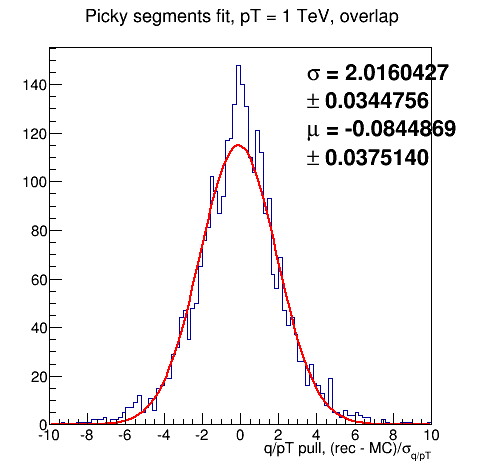 Picky segments fit, pT = 1 TeV, overlap
σ = 2.0160427
± 0.0344756
μ = -0.0844869
± 0.0375140
140
120
100
80
60
40
20
0
-10 -8 -6 -4 -2 0 2 4 6 8 10
q/pT pull, (rec - MC)/σq/pT